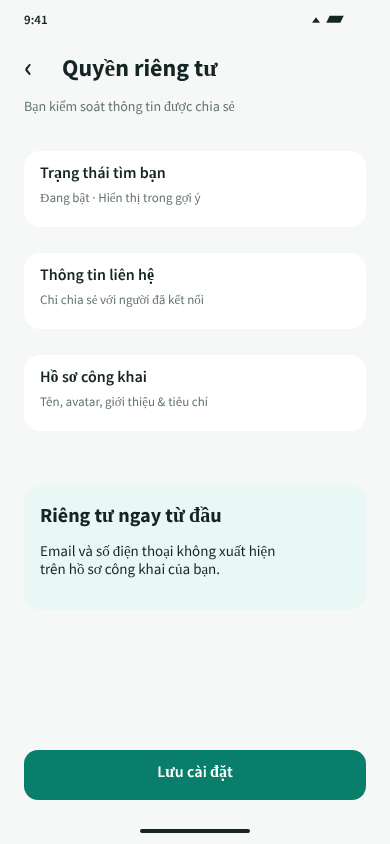 9:41
Quyền riêng tư
Bạn kiểm soát thông tin được chia sẻ
Trạng thái tìm bạn
Đang bật · Hiển thị trong gợi ý
Thông tin liên hệ
Chỉ chia sẻ với người đã kết nối
Hồ sơ công khai
Tên, avatar, giới thiệu & tiêu chí
Riêng tư ngay từ đầu
Email và số điện thoại không xuất hiện
trên hồ sơ công khai của bạn.
Lưu cài đặt